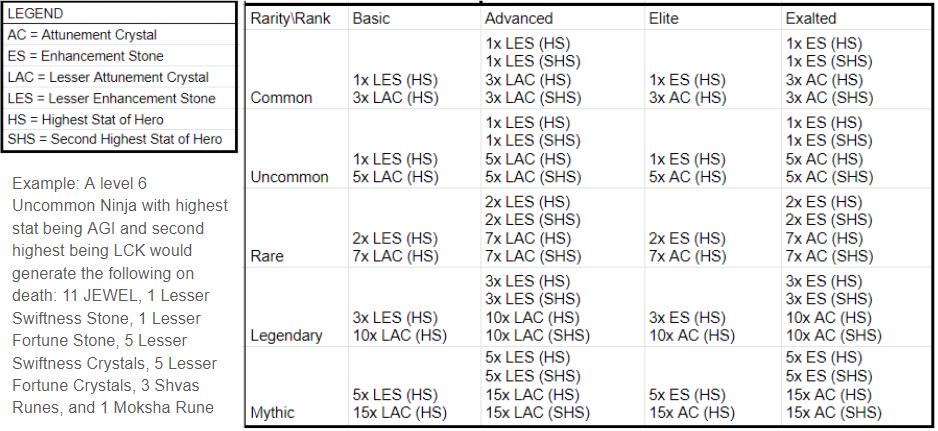 LEGEND
AC = Attunement Crystal
ES = Enhancement Stone
LAC = Lesser Attunement Crystal
LES = Lesser Enhancement Stone
HS = Highest Stat of Hero
SHS = Second Highest Stat of Hero
Example: A level 6
Uncommon Ninja with highest
stat being AGI and second
highest being LCK would
generate the following on
death: 11 JEWEL, 1 Lesser
Swiftness Stone, 1 Lesser
Fortune Stone, 5 Lesser
Swiftness Crystals, 5 Lesser
Fortune Crystals, 3 Shvas
Runes, and 1 Moksha Rune
Rarity\Rank Basic Advanced Elite Exalted
1x LES (HS) 1x ES (HS)
1x LES (SHS) 1x ES (SHS)
1x LES (HS) 3x LAC (HS) 1x ES (HS) 3x AC (HS)
Common 3x LAC (HS) 3x LAC (SHS) 3x AC (HS) 3x AC (SHS)
1x LES (HS) 1x ES (HS)
1x LES (SHS) 1x ES (SHS)
1x LES (HS) 5x LAC (HS) 1x ES (HS) 5x AC (HS)
Uncommon 5x LAC (HS) 5x LAC (SHS) 5x AC (HS) 5x AC (SHS)
2x LES (HS) 2x ES (HS)
2x LES (SHS) 2x ES (SHS)
2x LES (HS) 7x LAC (HS) 2x ES (HS) 7x AC (HS)
Rare 7x LAC (HS) 7x LAC (SHS) 7x AC (HS) 7x AC (SHS)
3x LES (HS) 3x ES (HS)
3x LES (SHS) 3x ES (SHS)
3x LES (HS) 10x LAC (HS) 3x ES (HS) 10x AC (HS)
Legendary 10x LAC (HS) 10x LAC (SHS) 10x AC (HS) 10x AC (SHS)
5x LES (HS) 5x ES (HS)
5x LES (SHS) 5x ES (SHS)
5x LES (HS) 15x LAC (HS) 5x ES (HS) 15x AC (HS)
Mythic 15x LAC (HS) 15x LAC (SHS) 15x AC (HS) 15x AC (SHS)